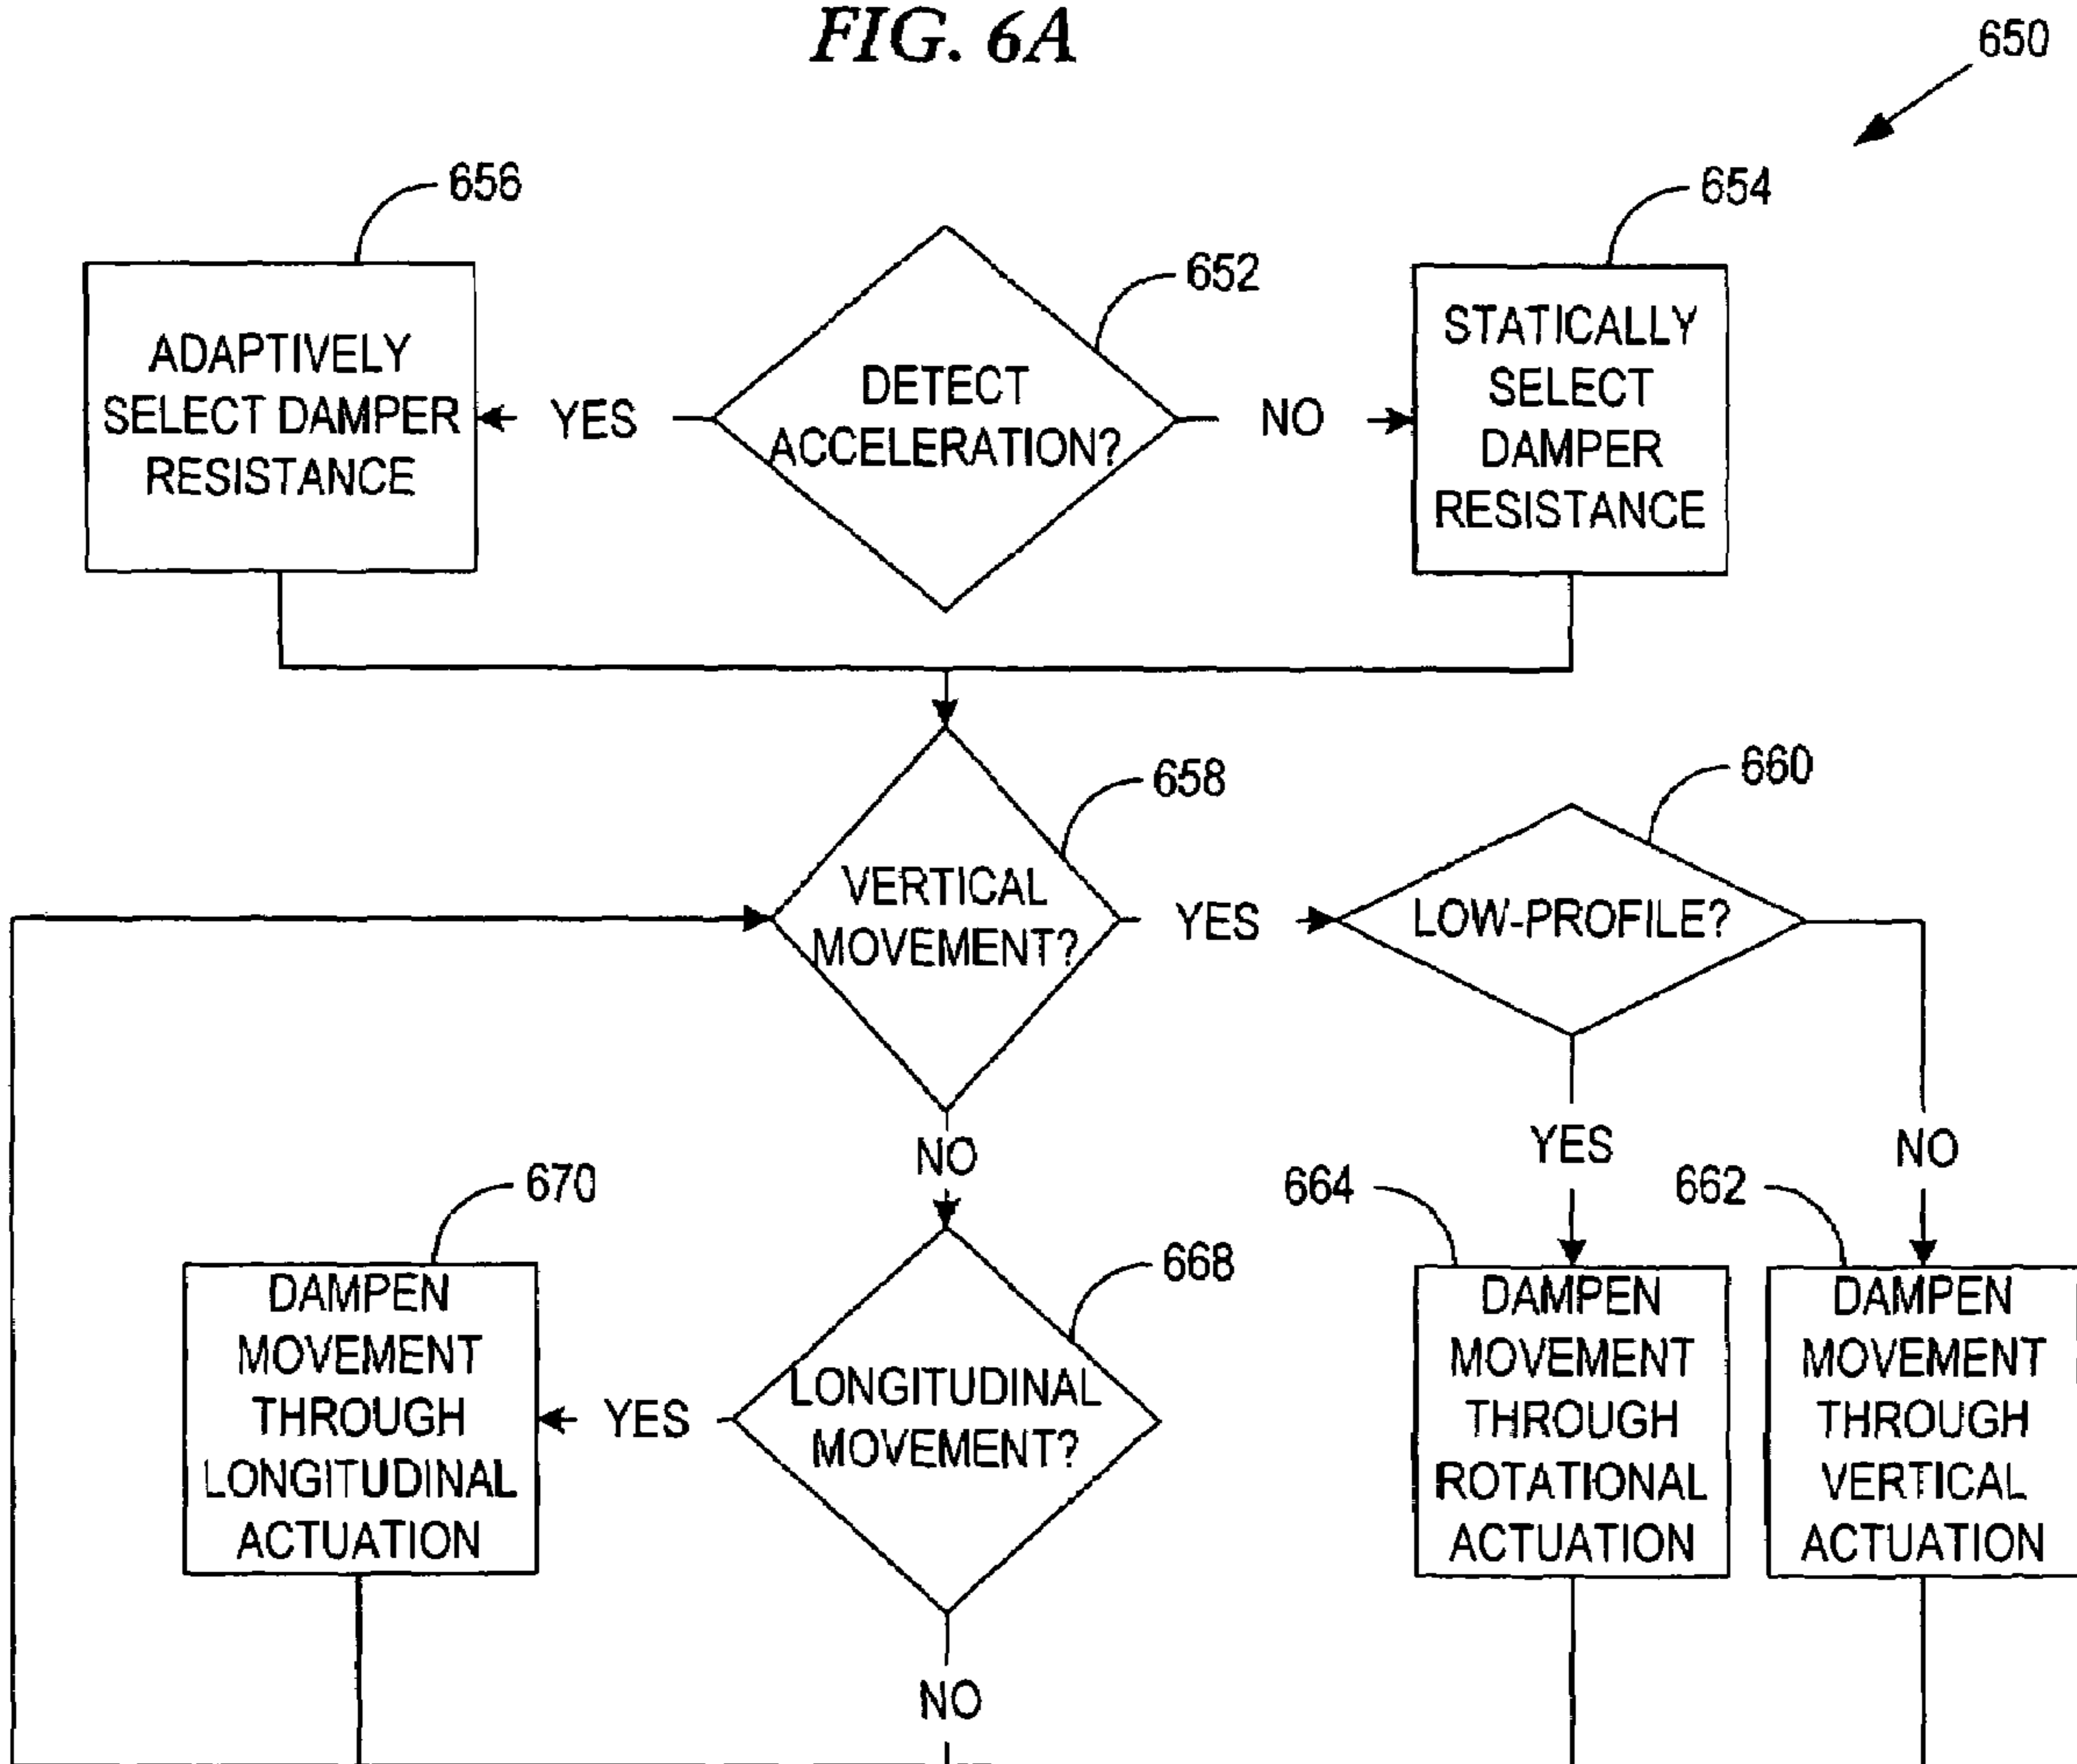 FIG. 6A
650
656
654
652
ADAPTIVELY
SELECT DAMPER
RESISTANCE
YES
DETECT
ACCELERATION?
NO
STATICALLY
SELECT
DAMPER
RESISTANCE
658
660
VERTICAL
MOVEMENT?
YES
LOW-PROFILE?
NO
YES
NO
670
664
662
668
DAMPEN
MOVEMENT
THROUGH
LONGITUDINAL
ACTUATION
YES
LONGITUDINAL
MOVEMENT?
DAMPEN
MOVEMENT
THROUGH
ROTATIONAL
ACTUATION
DAMPEN
MOVEMENT
THROUGH
VERTICAL
ACTUATION
NO